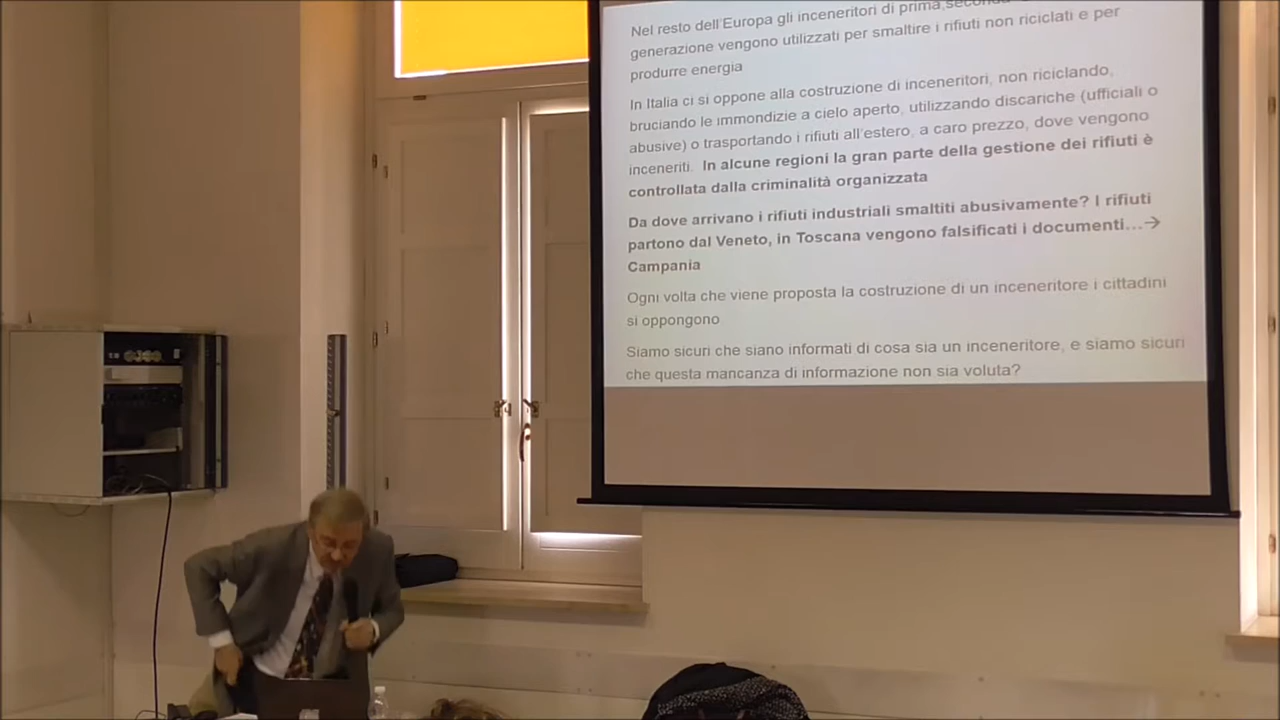 Nel resto dell'Europa gli inceneritori di prima, seconda
generazione vengono utilizzati per smaltire i rifiuti non riciclati e per
produrre energia
In Italia ci si oppone alla costruzione di inceneritori, non riciclando,
bruciando le immondizie a cielo aperto, utilizzando discariche (ufficiali o
abusive) o trasportando i rifiuti all'estero, a caro prezzo, dove vengono
inceneriti. In alcune regioni la gran parte della gestione dei rifiuti è
controllata dalla criminalità organizzata
Da dove arrivano i rifiuti industriali smaltiti abusivamente? I rifiuti
partono dal Veneto, in Toscana vengono falsificati i documenti…→
Campania
Ogni volta che viene proposta la costruzione di un inceneritore i cittadini
si oppongono
Siamo sicuri che siano informati di cosa sia un inceneritore, e siamo sicuri
che questa mancanza di informazione non sia voluta?